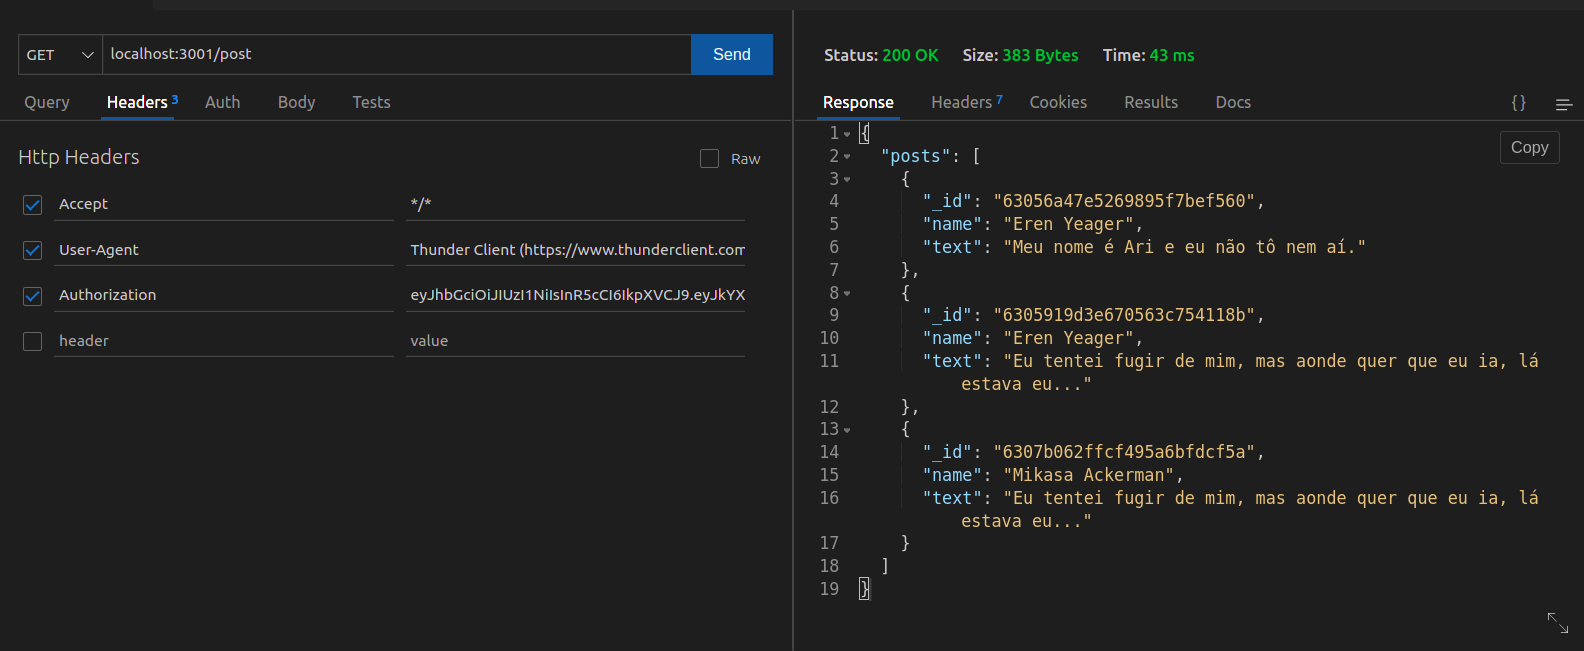 GET localhost:3001/post Send
Query Headers 3 Auth Body Tests
Http Headers Raw
Accept */*
User-Agent Thunder Client (https://www.thunderclient.com
Authorization eyJhbGciOiJIUzI1NiIsInR5cCI6IkpXVCJ9.eyJkYX
header value
Status: 200 OK Size: 383 Bytes Time: 43 ms
Response Headers 7 Cookies Results Docs {}
Copy
1 {
2 "posts": [
3 {
4 "_id": "63056a47e5269895f7bef560",
5 "name": "Eren Yeager",
6 "text": "Meu nome é Ari e eu não tô nem aí."
7 },
8 {
9 "_id": "6305919d3e670563c754118b",
10 "name": "Eren Yeager",
11 "text": "Eu tentei fugir de mim, mas aonde quer que eu ia, lá
estava eu..."
12 },
13 {
14 "_id": "6307b062ffcf495a6bfdcf5a",
15 "name": "Mikasa Ackerman",
16 "text": "Eu tentei fugir de mim, mas aonde quer que eu ia, lá
estava eu..."
17 }
18 ]
19 }